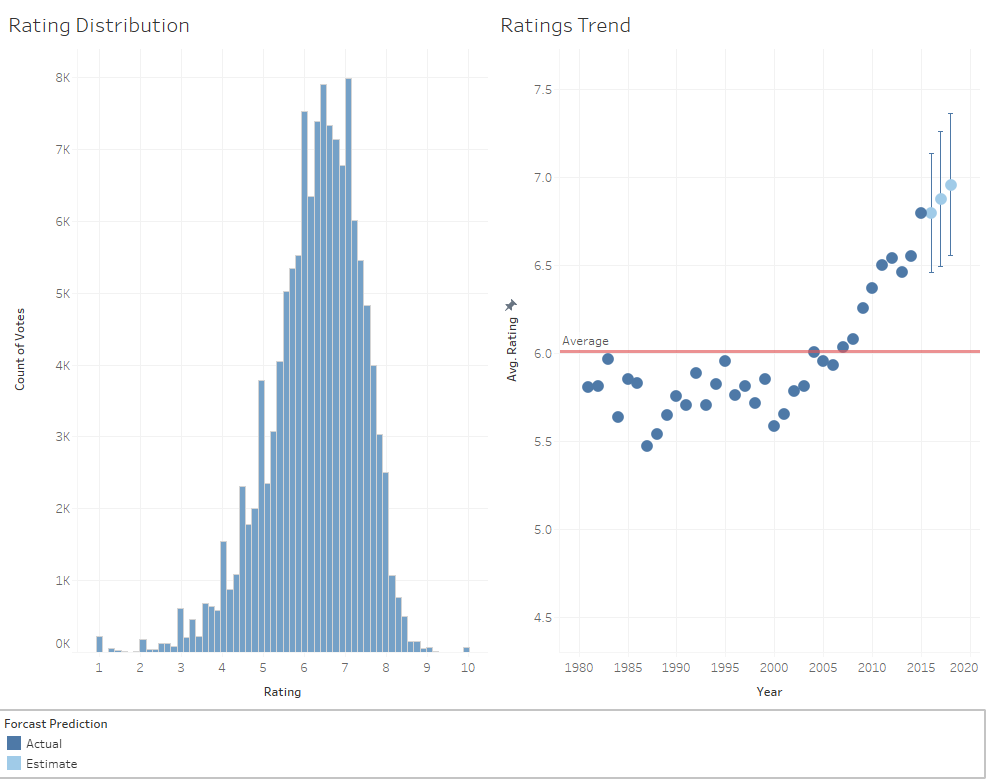 Rating Distribution
Ratings Trend
Count of Votes
8K
7K
6K
5K
4K
3K
2K
1K
0K
1 2 3 4 5 6 7 8 9 10
Rating
Avg. Rating
7.5
7.0
6.5
6.0
5.5
5.0
4.5
Average
1980 1985 1990 1995 2000 2005 2010 2015 2020
Year
Forcast Prediction
Actual
Estimate